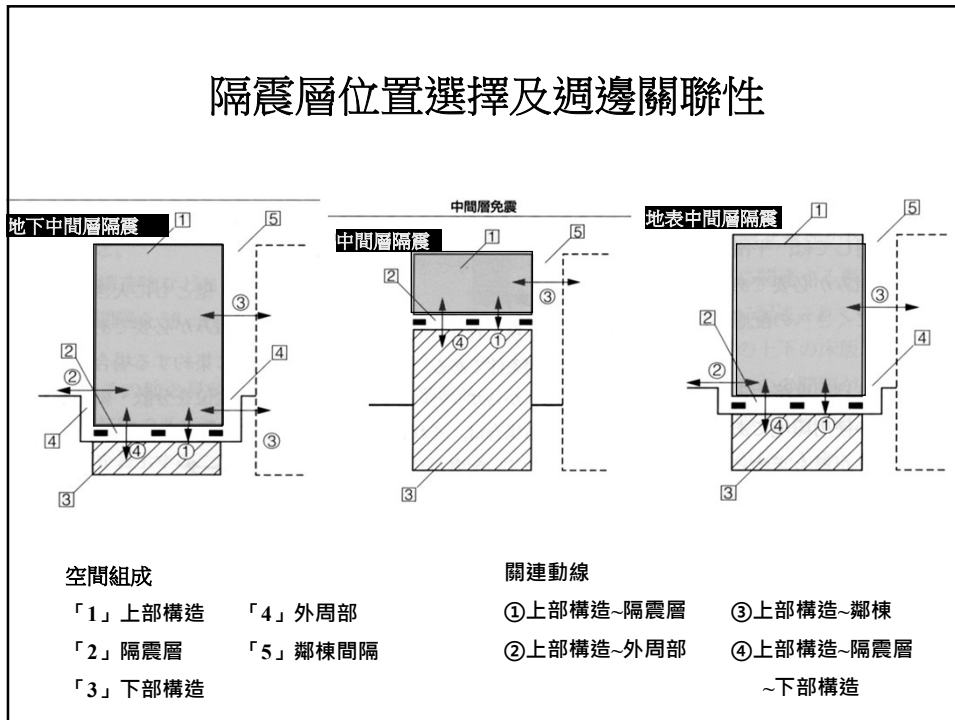 隔震層位置選擇及週邊關聯性
中間層免震
地下中間層隔震
1
5
③
2
②
4
4
④
①
③
3
中間層隔震
1
5
2
③
④
①
3
地表中間層隔震
1
5
③
2
②
4
4
④
①
3
空間組成
「1」上部構造 「4」外周部
「2」隔震層 「5」鄰棟間隔
「3」下部構造
關連動線
①上部構造~隔震層 ③上部構造~鄰棟
②上部構造~外周部 ④上部構造~隔震層
~下部構造